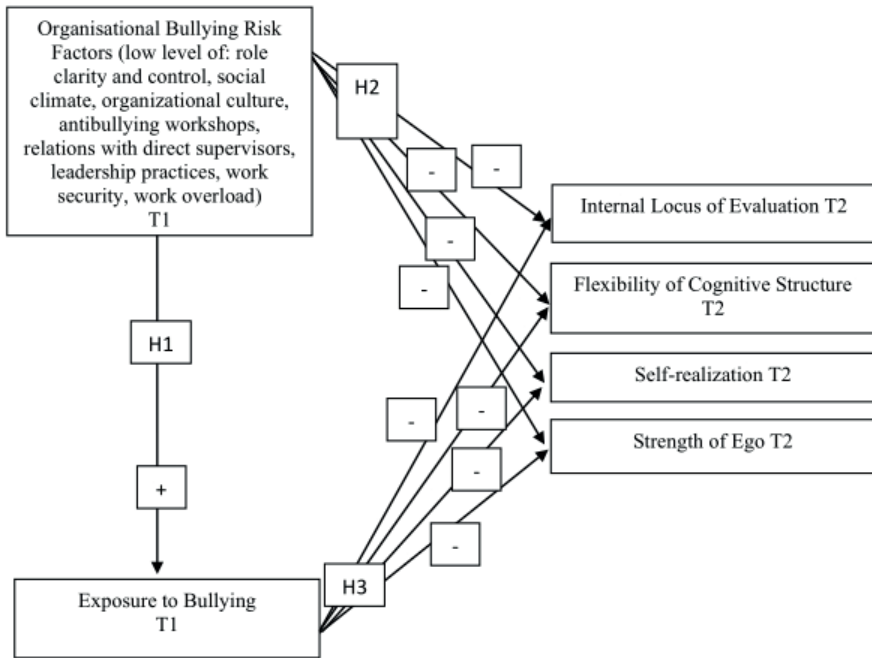 Organisational Bullying Risk
Factors (low level of: role
clarity and control, social
climate, organizational culture,
antibullying workshops,
relations with direct supervisors,
leadership practices, work
security, work overload)
T1
H2
-
-
-
-
Internal Locus of Evaluation T2
Flexibility of Cognitive Structure
T2
Self-realization T2
Strength of Ego T2
H1
+
-
-
-
-
H3
Exposure to Bullying
T1